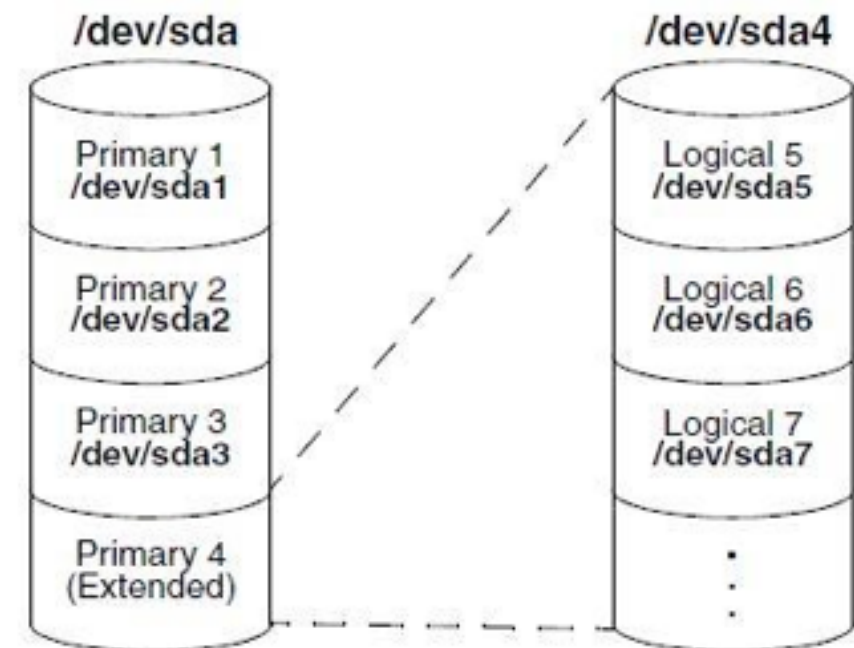 /dev/sda
Primary 1
/dev/sda1
Primary 2
/dev/sda2
Primary 3
/dev/sda3
Primary 4
(Extended)
/dev/sda4
Logical 5
/dev/sda5
Logical 6
/dev/sda6
Logical 7
/dev/sda7